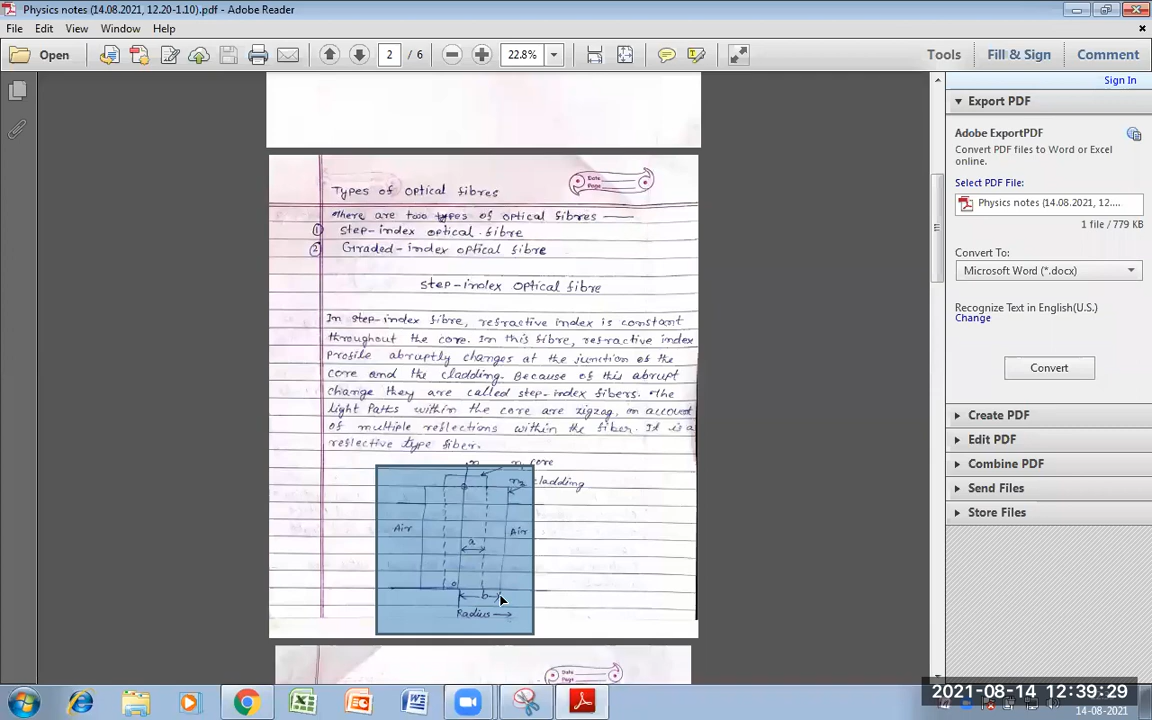 Physics notes (14.08.2021, 12.20-1.10).pdf - Adobe Reader
File Edit View Window Help
Open 2 / 6 22.8% Tools Fill & Sign Comment
Sign In
Export PDF
Adobe ExportPDF
Convert PDF files to Word or Excel online.
Select PDF File:
Physics notes (14.08.2021, 12....
1 file / 779 KB
Convert To:
Microsoft Word (*.docx)
Recognize Text in English(U.S.)
Change
Convert
Create PDF
Edit PDF
Combine PDF
Send Files
Store Files
Date
Page
Types of optical fibres
There are two types of optical fibres
1 Step-index optical fibre
2 Graded-index optical fibre
Step-index optical fibre
In step-index fibre, refractive index is constant
throughout the core. In this fibre, refractive index
Profile abruptly changes at the junction of the
core and the cladding. Because of this abrupt
change they are called step-index fibers. The
light Paths within the core are zigzag, on account
of multiple reflections within the fiber. It is a
reflective type fiber.
n n1 core
n2 cladding
Air Air
a
o
b
Radius
Date
Page
2021-08-14 12:39:29
14-08-2021